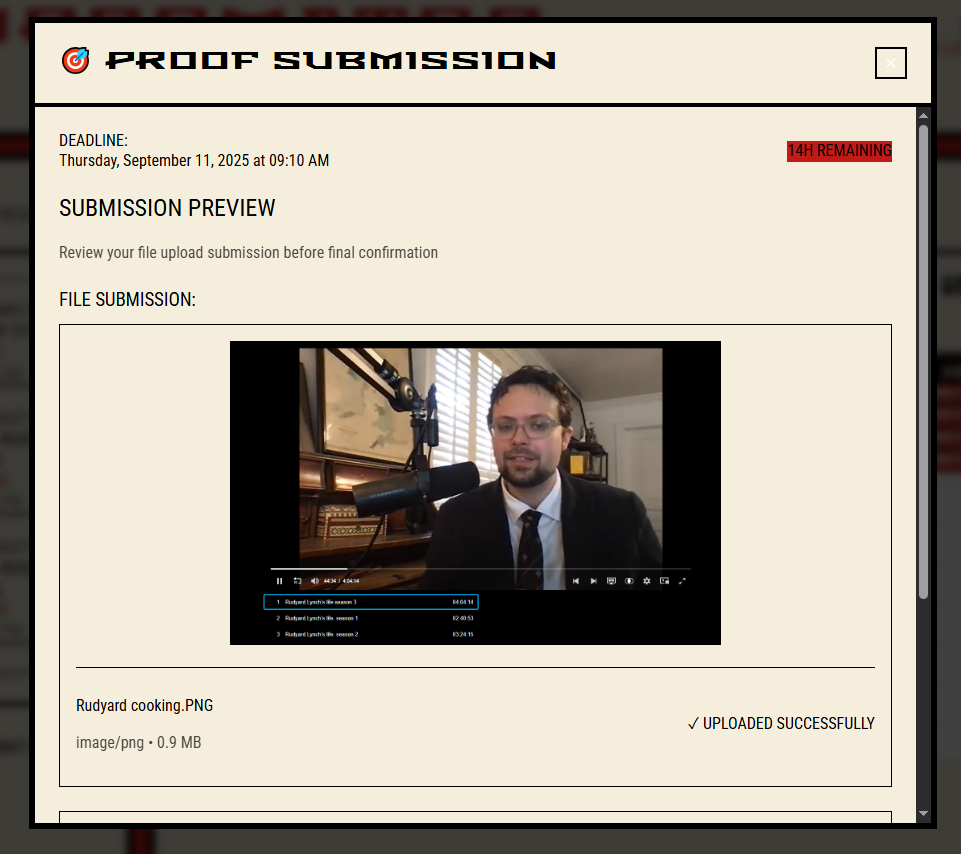 PROOF SUBMISSION
×
DEADLINE:
Thursday, September 11, 2025 at 09:10 AM
14H REMAINING
SUBMISSION PREVIEW
Review your file upload submission before final confirmation
FILE SUBMISSION:
44:34 / 4:04:14
1 Rudyard Lynch's life season 3 04:04:14
2 Rudyard Lynch's life season 1 02:40:53
3 Rudyard Lynch's life season 2 03:24:15
Rudyard cooking.PNG
✓ UPLOADED SUCCESSFULLY
image/png • 0.9 MB